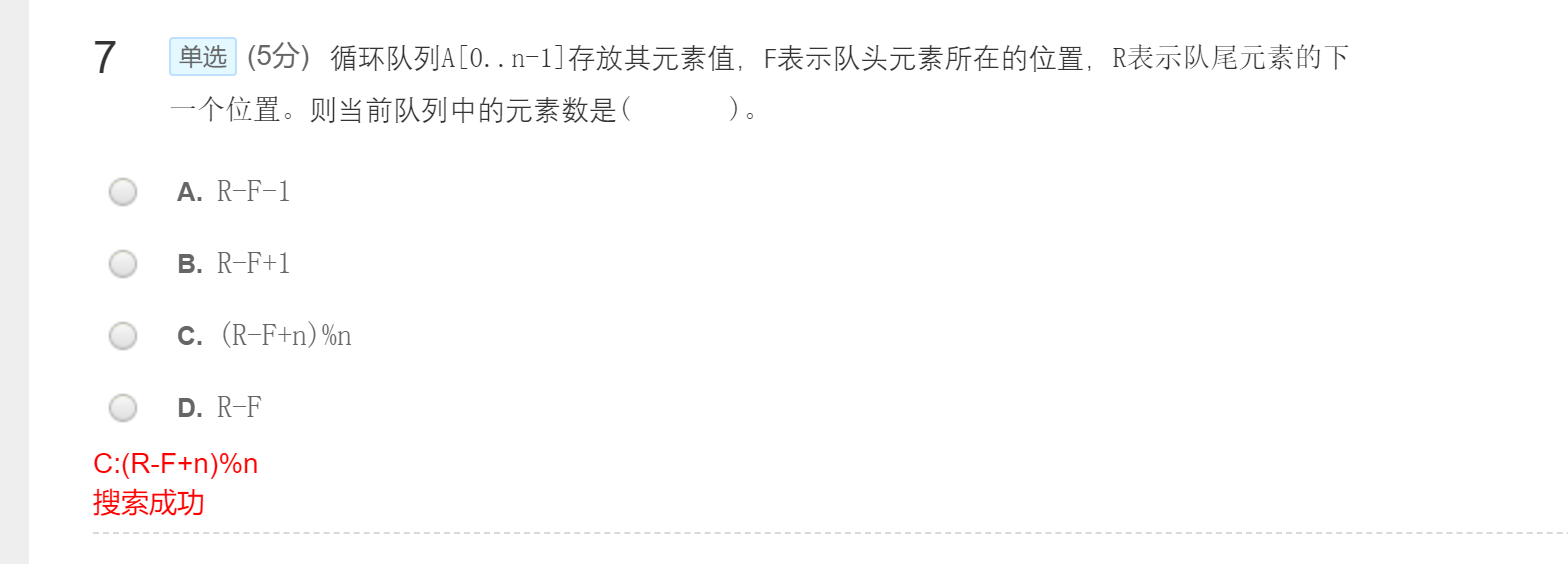 7 单选 (5分) 循环队列A[0..n-1]存放其元素值，F表示队头元素所在的位置，R表示队尾元素的下
一个位置。则当前队列中的元素数是(      )。
A. R-F-1
B. R-F+1
C. (R-F+n)%n
D. R-F
C:(R-F+n)%n
搜索成功